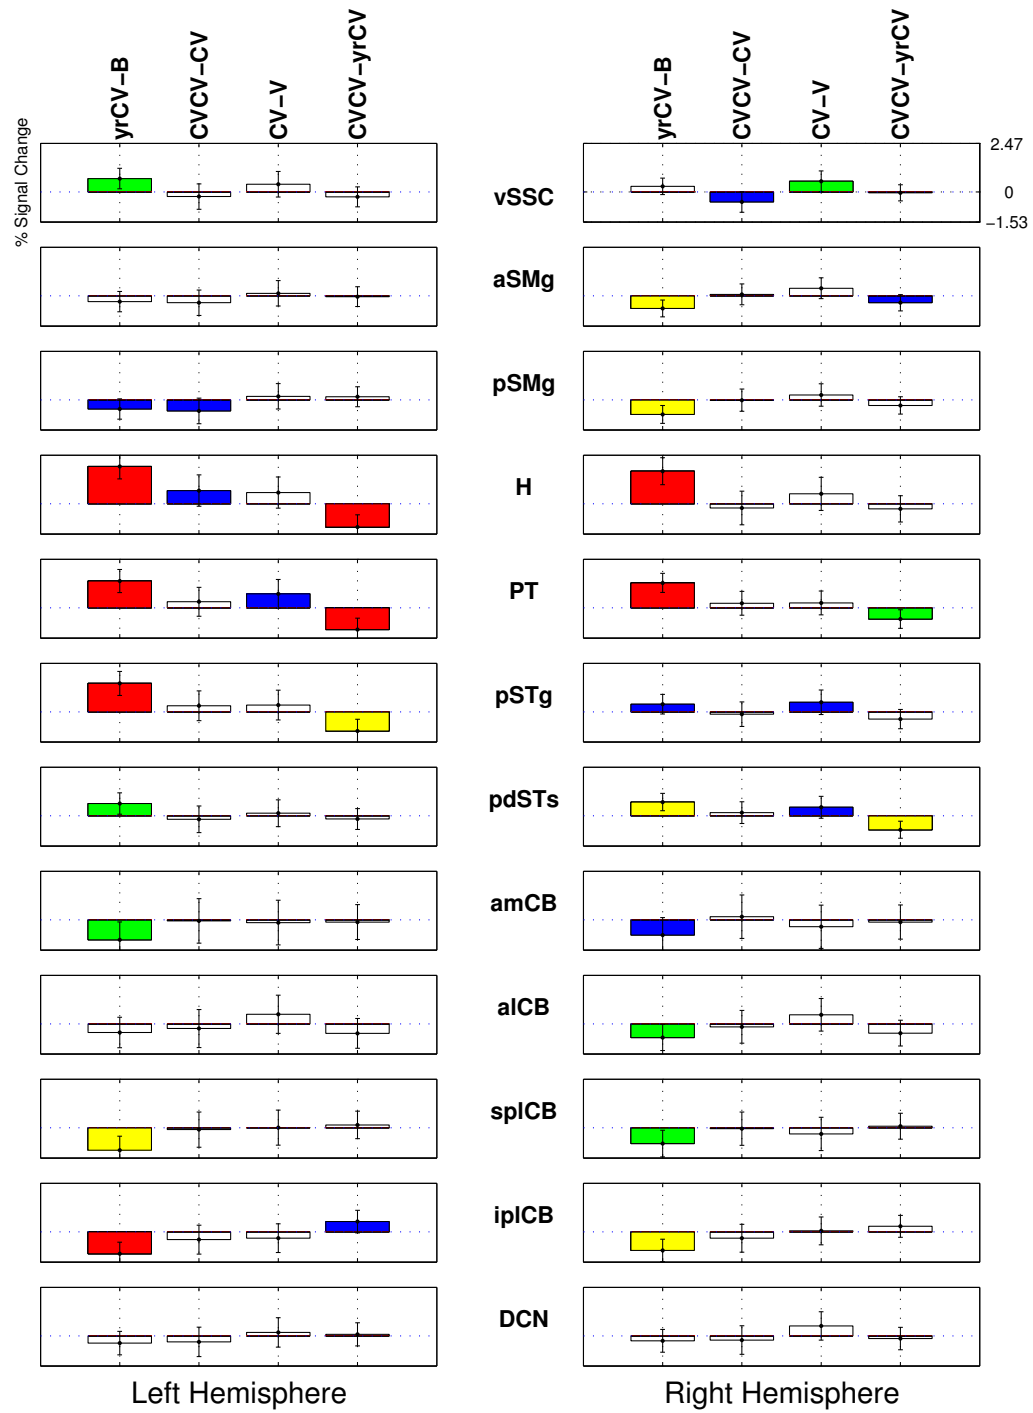 yrCV−B
CVCV−CV
CV−V
CVCV−yrCV
yrCV−B
CVCV−CV
CV−V
CVCV−yrCV
% Signal Change
2.47
0
−1.53
vSSC
aSMg
pSMg
H
PT
pSTg
pdSTs
amCB
alCB
splCB
iplCB
DCN
Left Hemisphere
Right Hemisphere